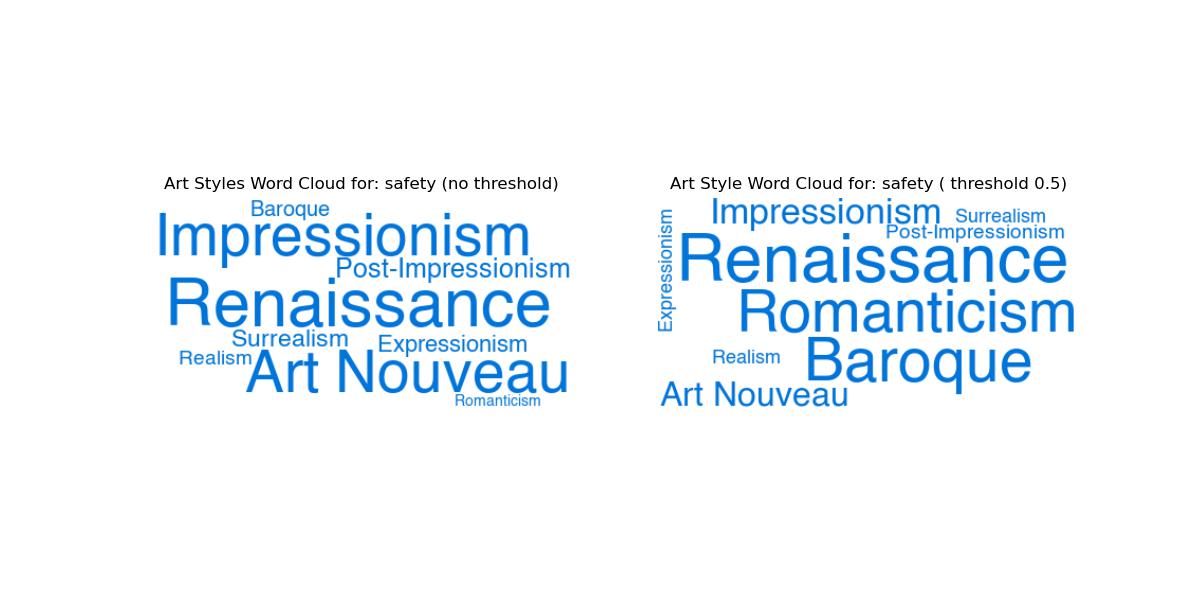 Art Styles Word Cloud for: safety (no threshold)
Baroque
Impressionism
Post-Impressionism
Renaissance
Surrealism
Expressionism
Realism
Art Nouveau
Romanticism
Art Style Word Cloud for: safety ( threshold 0.5)
Impressionism
Surrealism
Post-Impressionism
Expressionism
Renaissance
Romanticism
Realism
Baroque
Art Nouveau